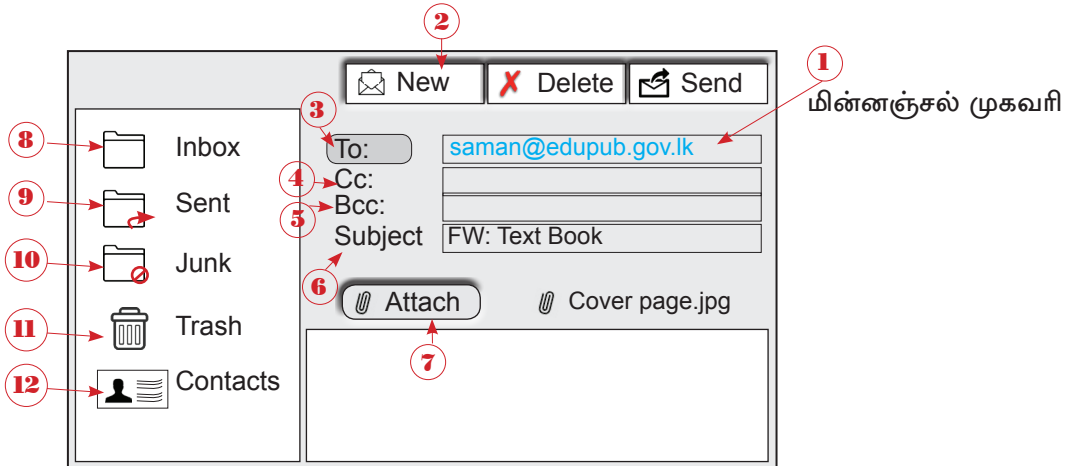 2
New Delete Send
1
மின்னஞ்சல் முகவரி
3
8
Inbox
To: saman@edupub.gov.lk
4
Cc:
9
Sent
5
Bcc:
Subject FW: Text Book
10
Junk
6
Attach Cover page.jpg
11
Trash
7
12
Contacts